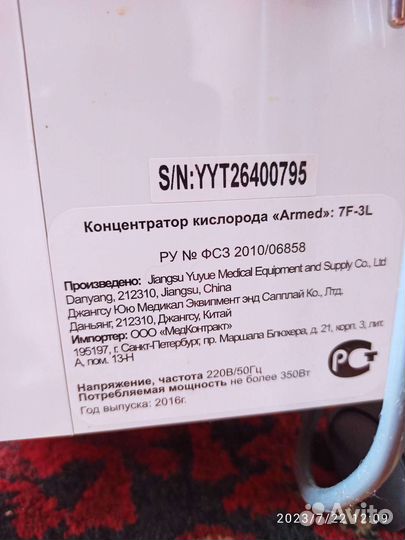 S/N:YYT26400795
Концентратор кислорода «Armed»: 7F-3L
РУ № ФСЗ 2010/06858
Произведено: Jiangsu Yuyue Medical Equipment and Supply Co., Ltd
Danyang, 212310, Jiangsu, China
Джангсу Юю Медикал Эквипмент энд Сапплай Ко., Лтд.
Даньянг, 212310, Джангсу, Китай
Импортер: ООО «МедКонтракт»
195197, г. Санкт-Петербург, пр. Маршала Блюхера, д. 21, корп. 3, лит.
А, пом. 13-Н
Напряжение, частота 220В/50Гц
Потребляемая мощность не более 350Вт
Год выпуска: 2016г.
РСТ
Avito
2023/7/22 12:09